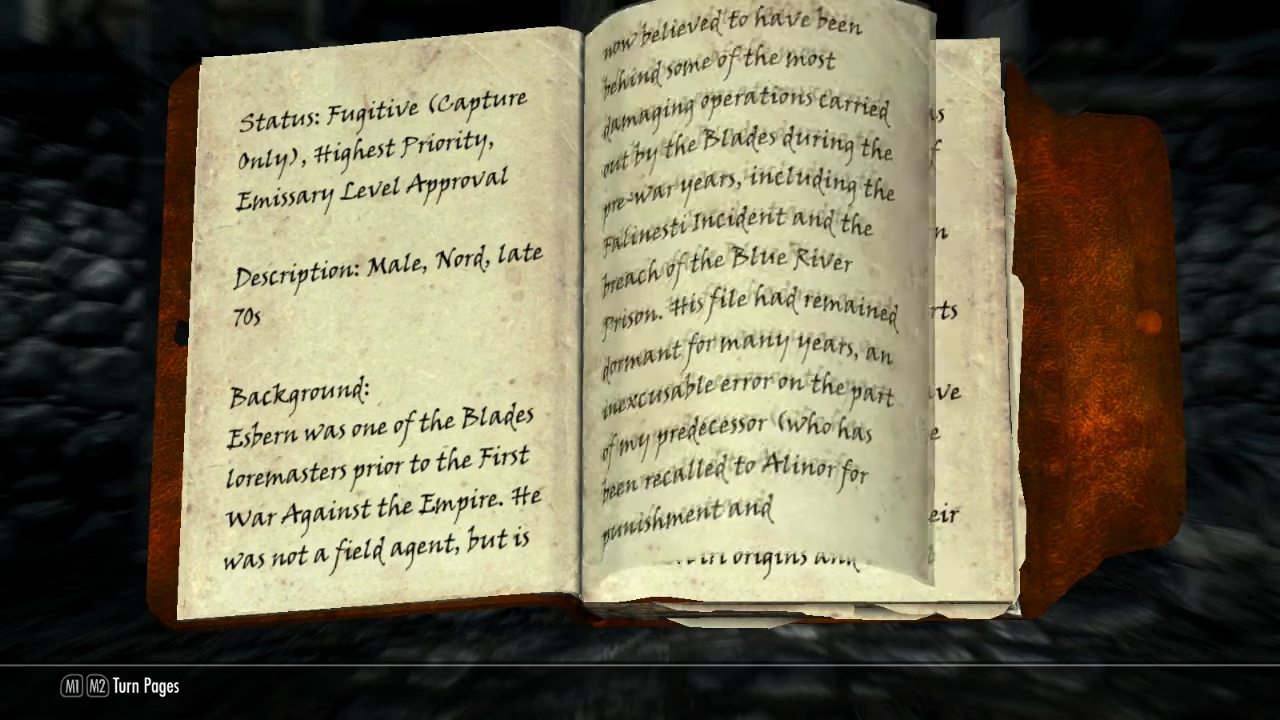 Status: Fugitive (Capture
Only), Highest Priority,
Emissary Level Approval
Description: Male, Nord, late
70s
Background:
Esbern was one of the Blades
loremasters prior to the First
War Against the Empire. He
was not a field agent, but is
now believed to have been
behind some of the most
damaging operations carried
out by the Blades during the
pre-war years, including the
Falinesti Incident and the
breach of the Blue River
Prison. His file had remained
dormant for many years, an
inexcusable error on the part
of my predecessor (who has
been recalled to Alinor for
punishment and
origins and
M1 M2 Turn Pages